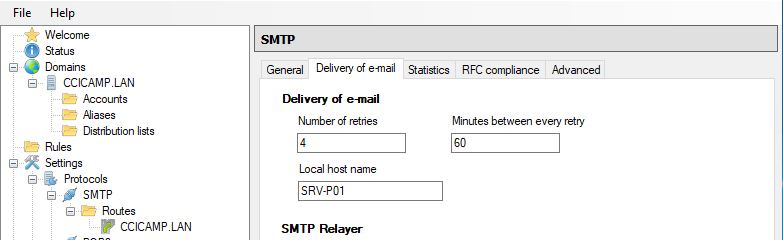 File Help
Welcome
Status
Domains
CCICAMP.LAN
Accounts
Aliases
Distribution lists
Rules
Settings
Protocols
SMTP
Routes
CCICAMP.LAN
SMTP
General Delivery of e-mail Statistics RFC compliance Advanced
Delivery of e-mail
Number of retries Minutes between every retry
4 60
Local host name
SRV-P01
SMTP Relayer